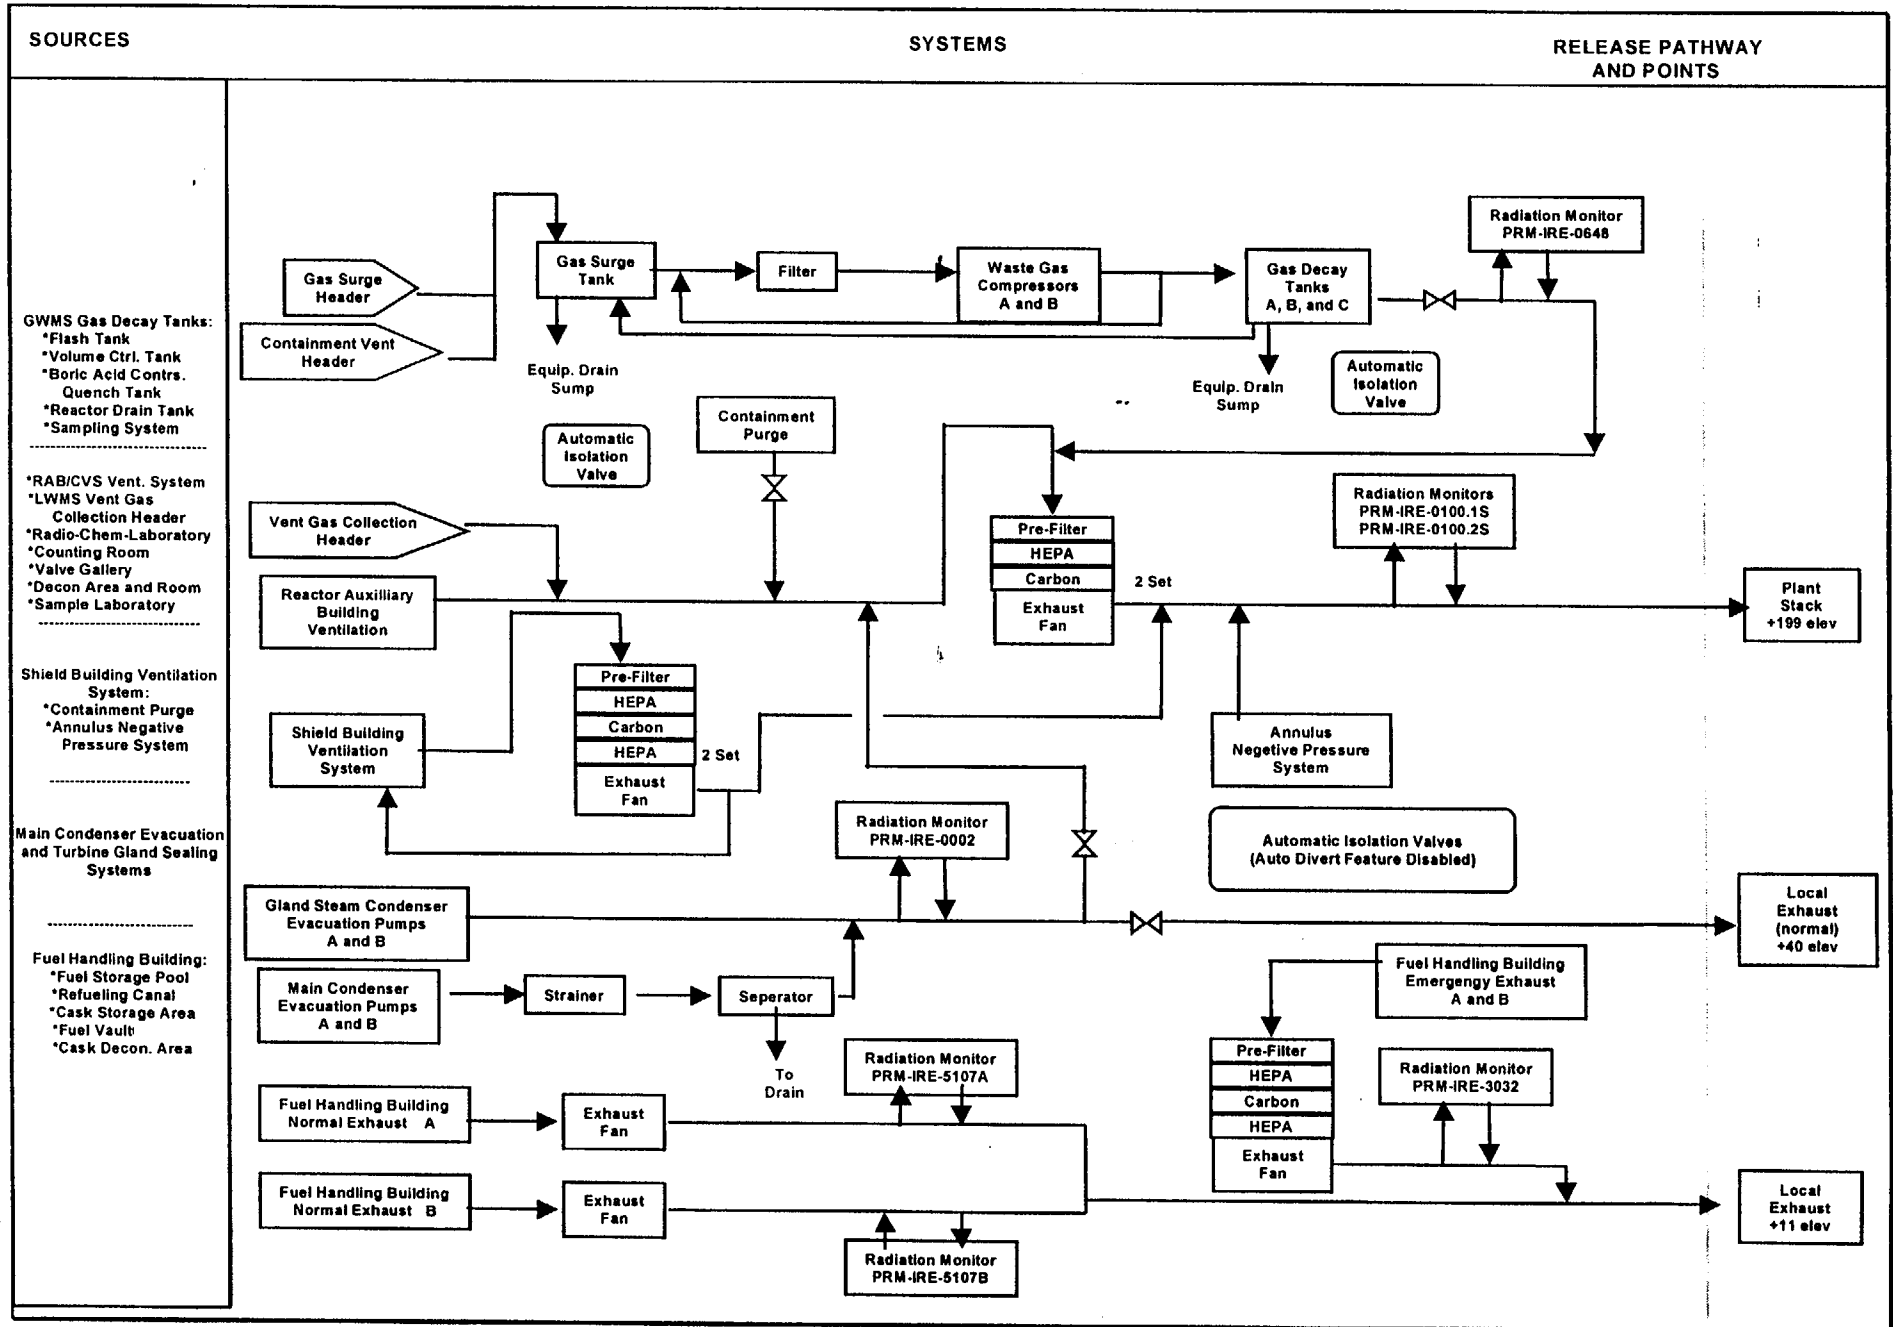 SOURCES
SYSTEMS
RELEASE PATHWAY
AND POINTS
GWMS Gas Decay Tanks:
*Flash Tank
*Volume Ctrl. Tank
*Boric Acid Contrs.
Quench Tank
*Reactor Drain Tank
*Sampling System
*RAB/CVS Vent. System
*LWMS Vent Gas
Collection Header
*Radio-Chem-Laboratory
*Counting Room
*Valve Gallery
*Decon Area and Room
*Sample Laboratory
Shield Building Ventilation
System:
*Containment Purge
*Annulus Negative
Pressure System
Main Condenser Evacuation
and Turbine Gland Sealing
Systems
Fuel Handling Building:
*Fuel Storage Pool
*Refueling Canal
*Cask Storage Area
*Fuel Vault
*Cask Decon. Area
Gas Surge
Header
Containment Vent
Header
Gas Surge
Tank
Equip. Drain
Sump
Filter
Waste Gas
Compressors
A and B
Gas Decay
Tanks
A, B, and C
Equip. Drain
Sump
Automatic
Isolation
Valve
Radiation Monitor
PRM-IRE-0648
Automatic
Isolation
Valve
Containment
Purge
Vent Gas Collection
Header
Reactor Auxilliary
Building
Ventilation
Pre-Filter
HEPA
Carbon
Exhaust
Fan
2 Set
Radiation Monitors
PRM-IRE-0100.1S
PRM-IRE-0100.2S
Plant
Stack
+199 elev
Shield Building
Ventilation
System
Pre-Filter
HEPA
Carbon
HEPA
Exhaust
Fan
2 Set
Annulus
Negetive Pressure
System
Radiation Monitor
PRM-IRE-0002
Automatic Isolation Valves
(Auto Divert Feature Disabled)
Gland Steam Condenser
Evacuation Pumps
A and B
Local
Exhaust
(normal)
+40 elev
Main Condenser
Evacuation Pumps
A and B
Strainer
Seperator
To
Drain
Fuel Handling Building
Emergengy Exhaust
A and B
Pre-Filter
HEPA
Carbon
HEPA
Exhaust
Fan
Radiation Monitor
PRM-IRE-3032
Radiation Monitor
PRM-IRE-5107A
Fuel Handling Building
Normal Exhaust A
Exhaust
Fan
Fuel Handling Building
Normal Exhaust B
Exhaust
Fan
Radiation Monitor
PRM-IRE-5107B
Local
Exhaust
+11 elev